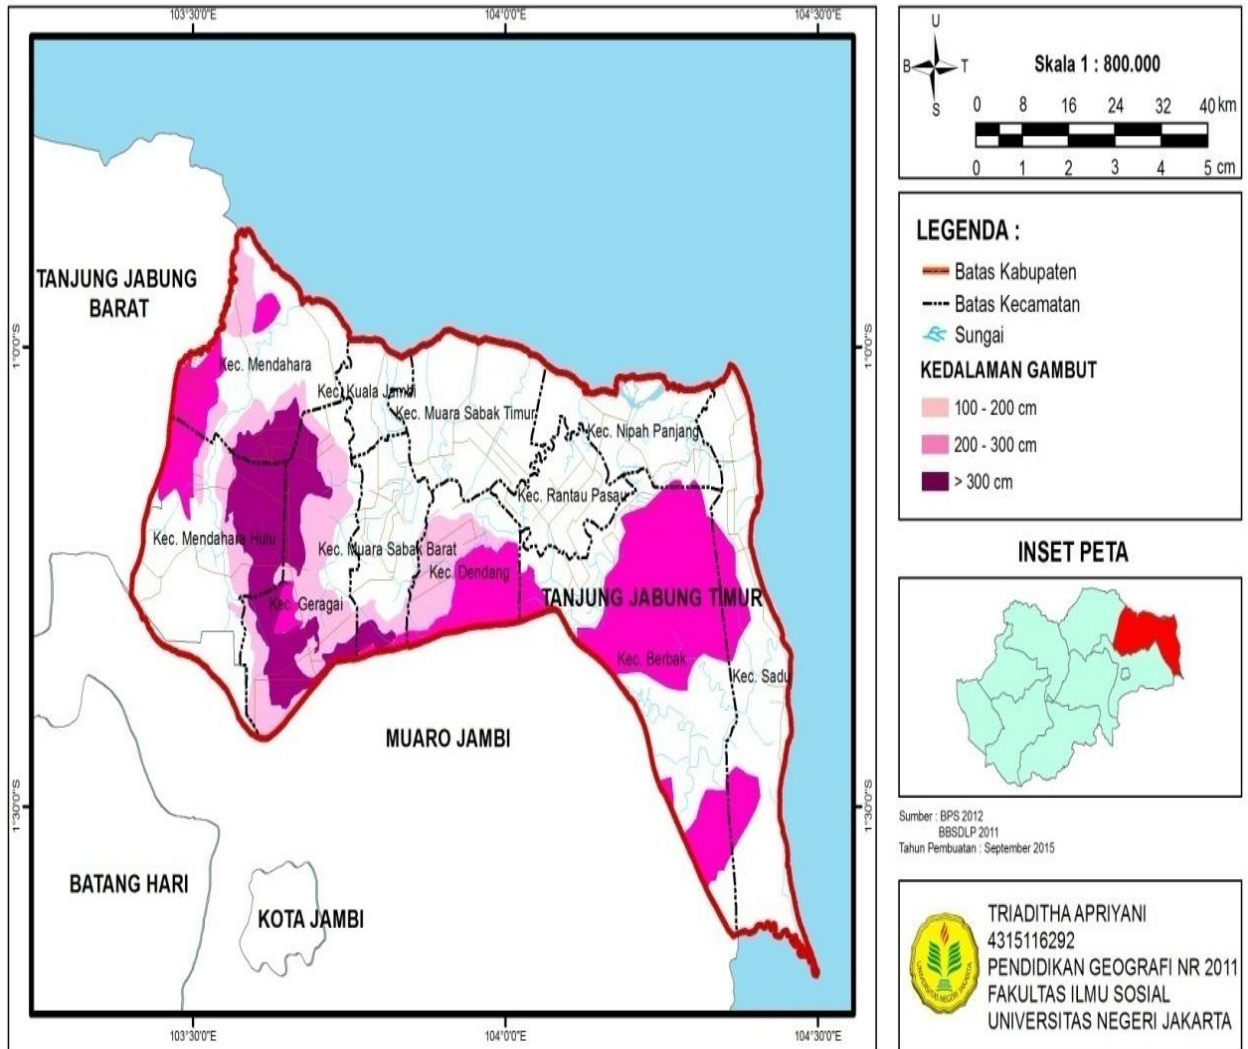 103°30'0"E
104°0'0"E
104°30'0"E
1°0'0"S
1°0'0"S
1°30'0"S
1°30'0"S
TANJUNG JABUNG
BARAT
Kec. Mendahara
Kec. Kuala Jambi
Kec. Muara Sabak Timur
Kec. Nipah Panjang
Kec. Rantau Pasau
Kec. Mendahara Hulu
Kec. Muara Sabak Barat
Kec. Dendang
Kec. Geragai
TANJUNG JABUNG TIMUR
Kec. Berbak
Kec. Sadu
MUARO JAMBI
BATANG HARI
KOTA JAMBI
103°30'0"E
104°0'0"E
104°30'0"E
U
B
T
S
Skala 1 : 800.000
0 8 16 24 32 40 km
0 1 2 3 4 5 cm
LEGENDA :
Batas Kabupaten
Batas Kecamatan
Sungai
KEDALAMAN GAMBUT
100 - 200 cm
200 - 300 cm
> 300 cm
INSET PETA
Sumber : BPS 2012
BBSDLP 2011
Tahun Pembuatan : September 2015
UNIVERSITAS NEGERI JAKARTA
TRIADITHA APRIYANI
4315116292
PENDIDIKAN GEOGRAFI NR 2011
FAKULTAS ILMU SOSIAL
UNIVERSITAS NEGERI JAKARTA